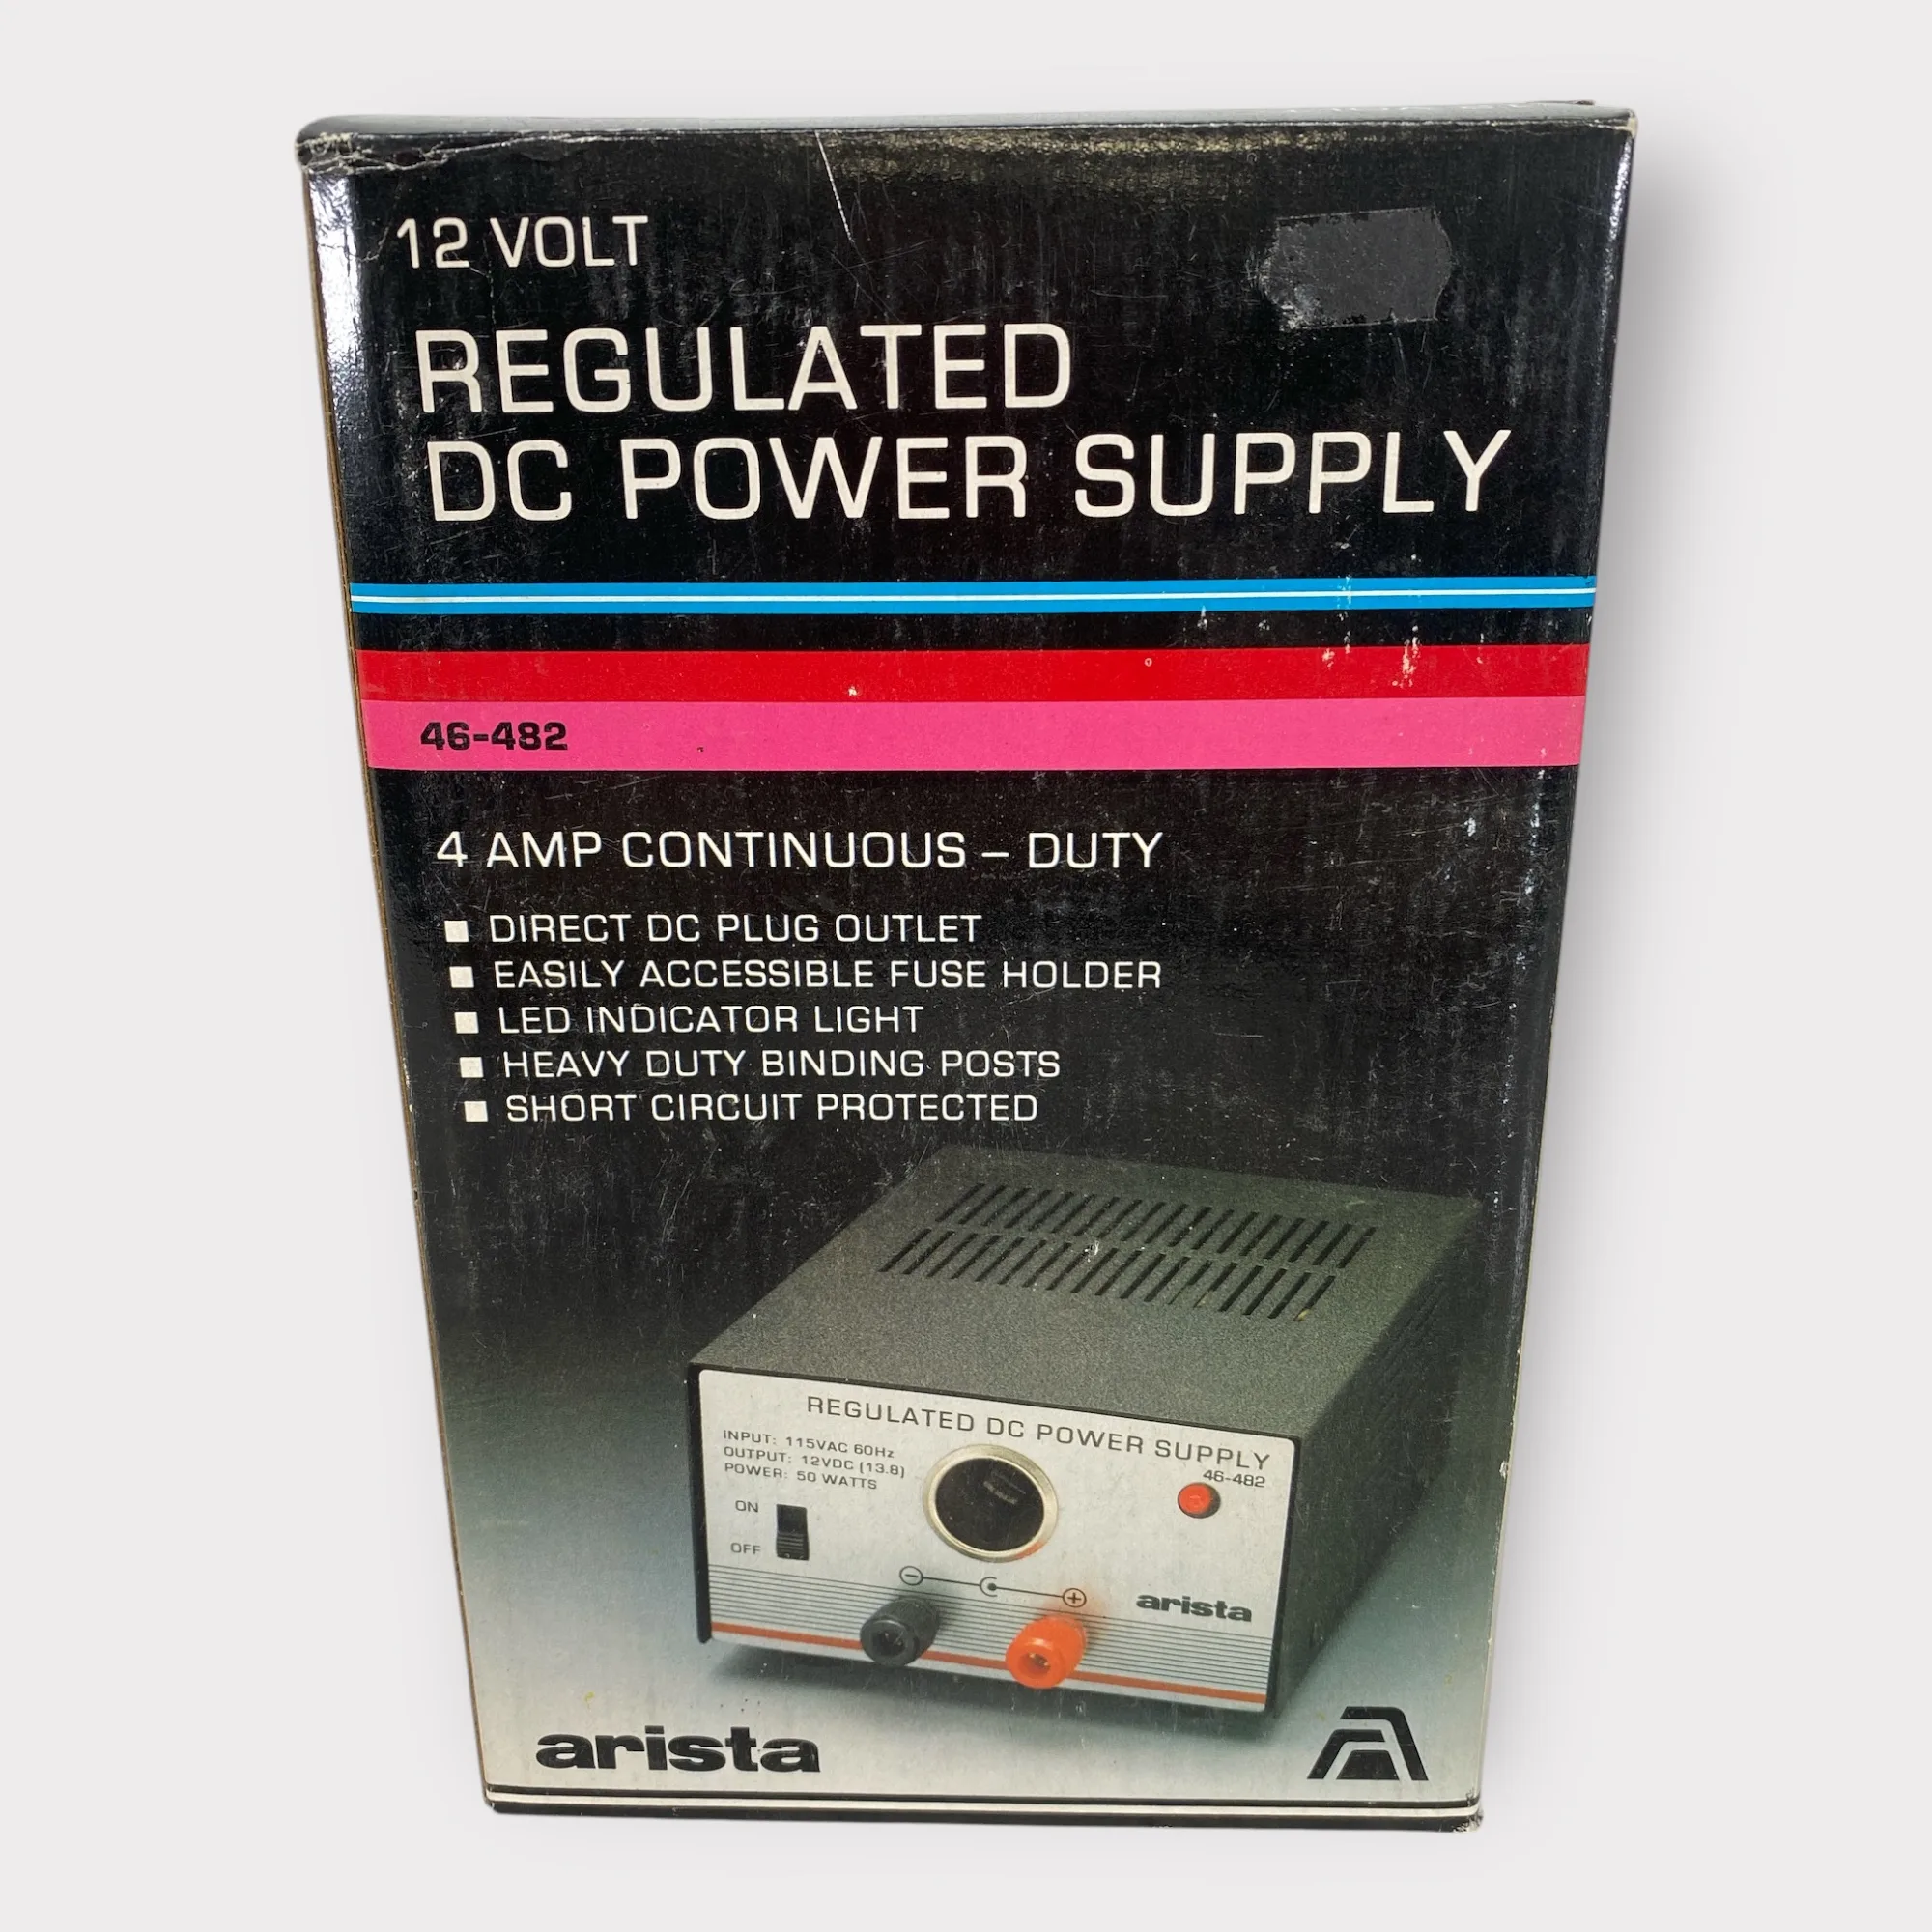 12 VOLT
REGULATED
DC POWER SUPPLY
46-482
4 AMP CONTINUOUS – DUTY
■ DIRECT DC PLUG OUTLET
■ EASILY ACCESSIBLE FUSE HOLDER
■ LED INDICATOR LIGHT
■ HEAVY DUTY BINDING POSTS
■ SHORT CIRCUIT PROTECTED
REGULATED DC POWER SUPPLY
46-482
INPUT: 115VAC 60Hz
OUTPUT: 12VDC (13.8)
POWER: 50 WATTS
ON
OFF
− +
arista
arista